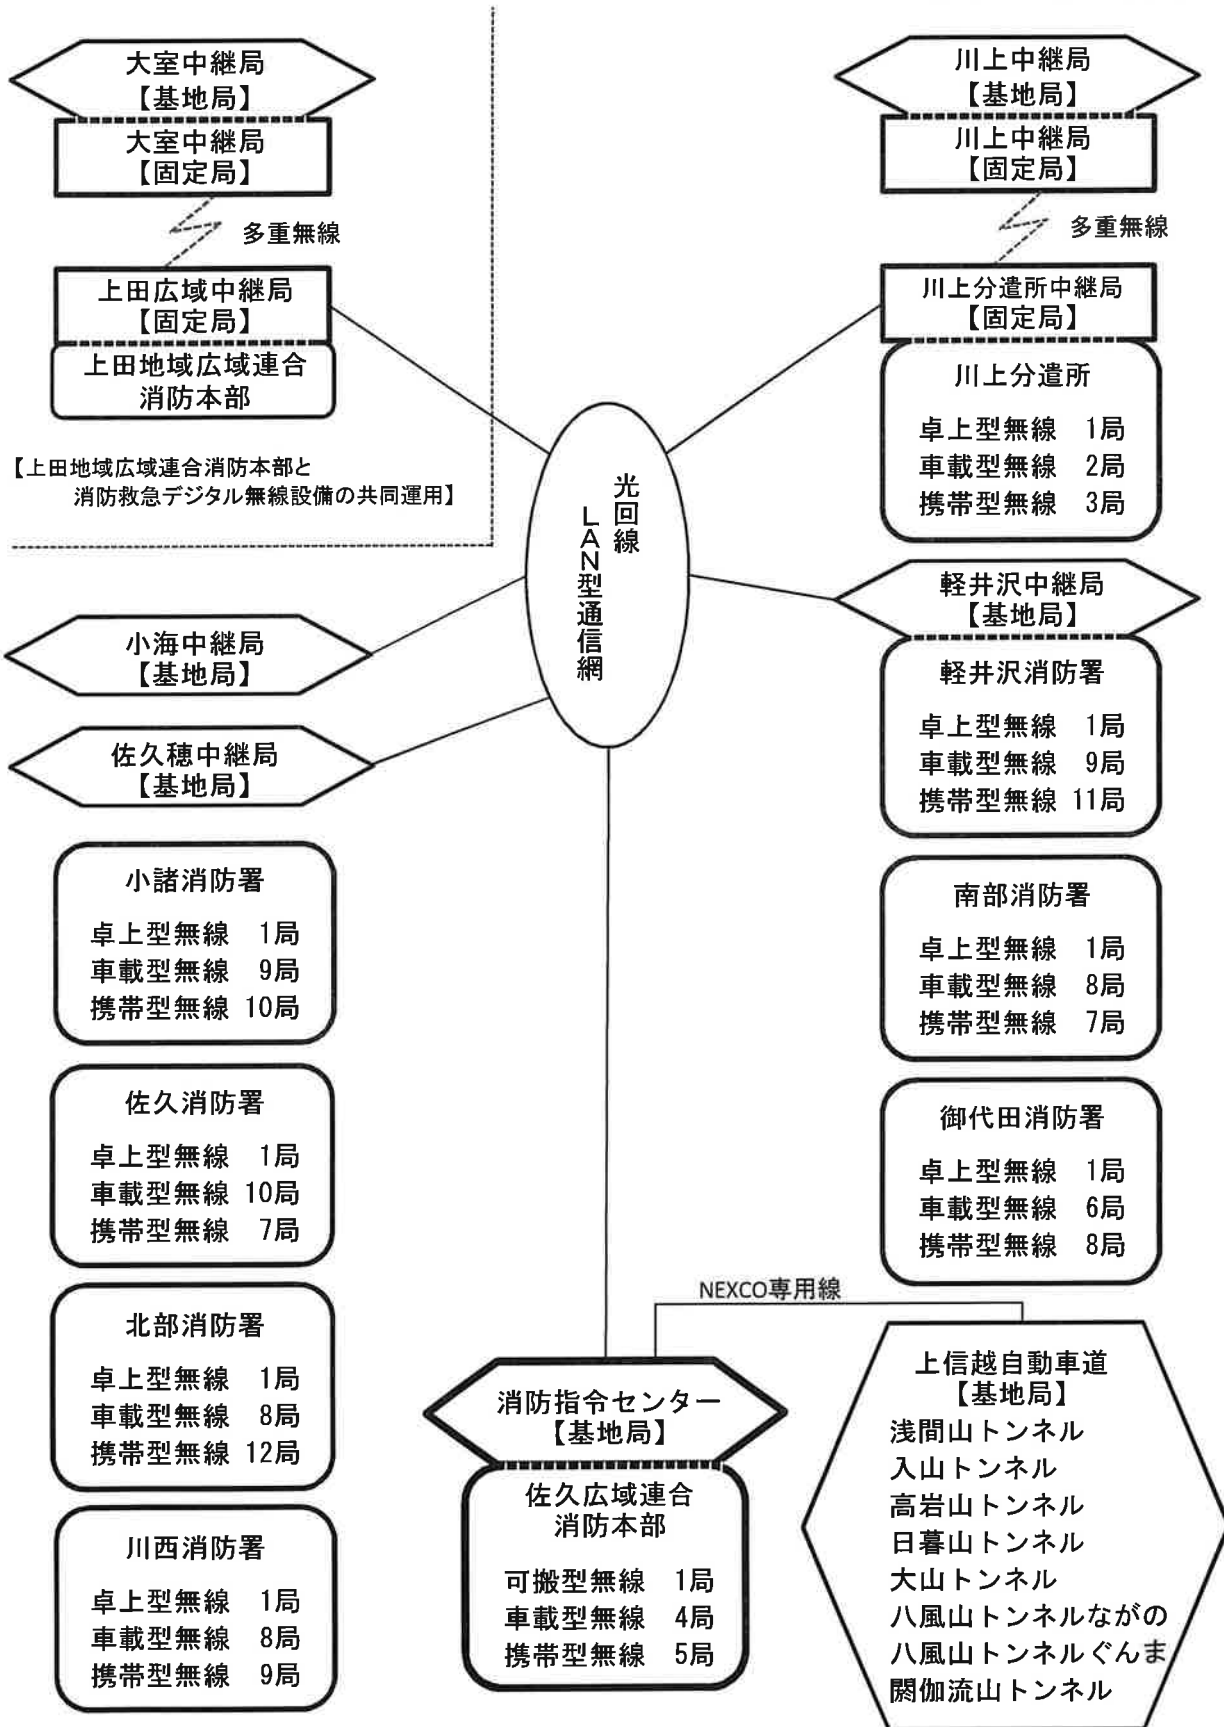 大室中継局
【基地局】
大室中継局
【固定局】
多重無線
上田広域中継局
【固定局】
上田地域広域連合
消防本部
【上田地域広域連合消防本部と
消防救急デジタル無線設備の共同運用】
川上中継局
【基地局】
川上中継局
【固定局】
多重無線
川上分遣所中継局
【固定局】
川上分遣所
卓上型無線 1局
車載型無線 2局
携帯型無線 3局
光回線
LAN型通信網
軽井沢中継局
【基地局】
軽井沢消防署
卓上型無線 1局
車載型無線 9局
携帯型無線 11局
小海中継局
【基地局】
佐久穂中継局
【基地局】
小諸消防署
卓上型無線 1局
車載型無線 9局
携帯型無線 10局
南部消防署
卓上型無線 1局
車載型無線 8局
携帯型無線 7局
佐久消防署
卓上型無線 1局
車載型無線 10局
携帯型無線 7局
御代田消防署
卓上型無線 1局
車載型無線 6局
携帯型無線 8局
北部消防署
卓上型無線 1局
車載型無線 8局
携帯型無線 12局
川西消防署
卓上型無線 1局
車載型無線 8局
携帯型無線 9局
NEXCO専用線
消防指令センター
【基地局】
佐久広域連合
消防本部
可搬型無線 1局
車載型無線 4局
携帯型無線 5局
上信越自動車道
【基地局】
浅間山トンネル
入山トンネル
高岩山トンネル
日暮山トンネル
大山トンネル
八風山トンネルながの
八風山トンネルぐんま
閼伽流山トンネル